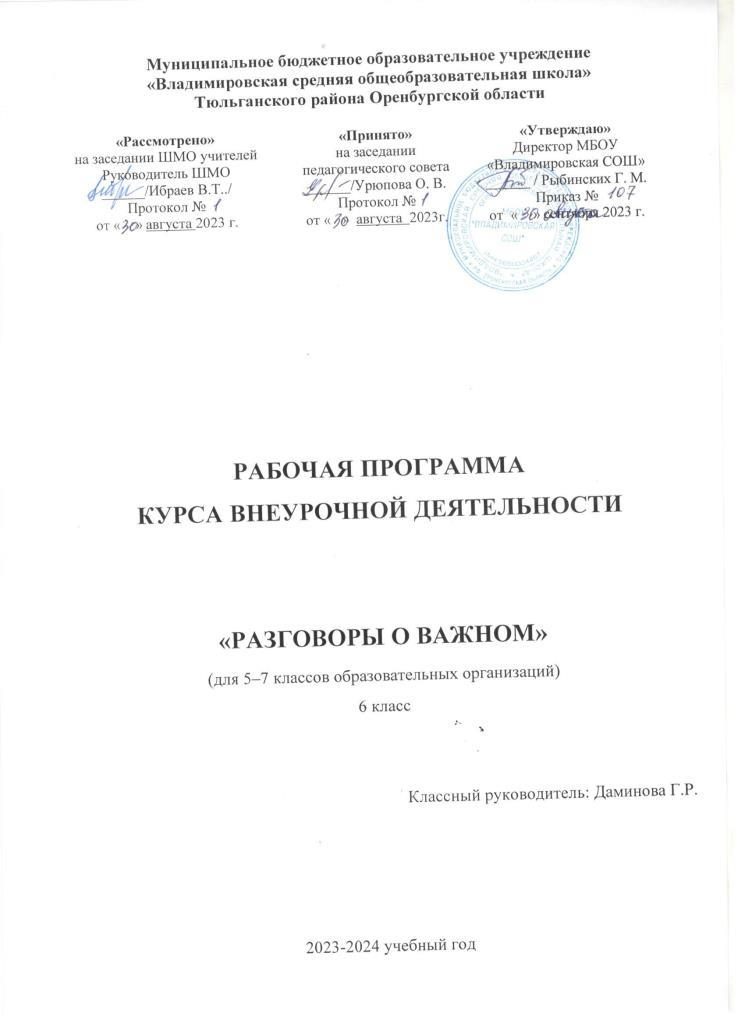 Муниципальное бюджетное образовательное учреждение
«Владимировская средняя общеобразовательная школа»
Тюльганского района Оренбургской области
«Рассмотрено»
на заседании ШМО учителей
Руководитель ШМО
/Ибраев В.Т../
Протокол № 1
от «30» августа 2023 г.
«Принято»
на заседании
педагогического совета
/Урюпова О. В.
Протокол № 1
от «30 августа 2023г.
«Утверждаю»
Директор МБОУ
«Владимировская СОШ»
/ Рыбинских Г. М.
Приказ № 107
от «30 2023 г.
"ВЛАДИМИРОВСКАЯ
СОШ"
РАБОЧАЯ ПРОГРАММА
КУРСА ВНЕУРОЧНОЙ ДЕЯТЕЛЬНОСТИ
«РАЗГОВОРЫ О ВАЖНОМ»
(для 5–7 классов образовательных организаций)
6 класс
Классный руководитель: Даминова Г.Р.
2023-2024 учебный год